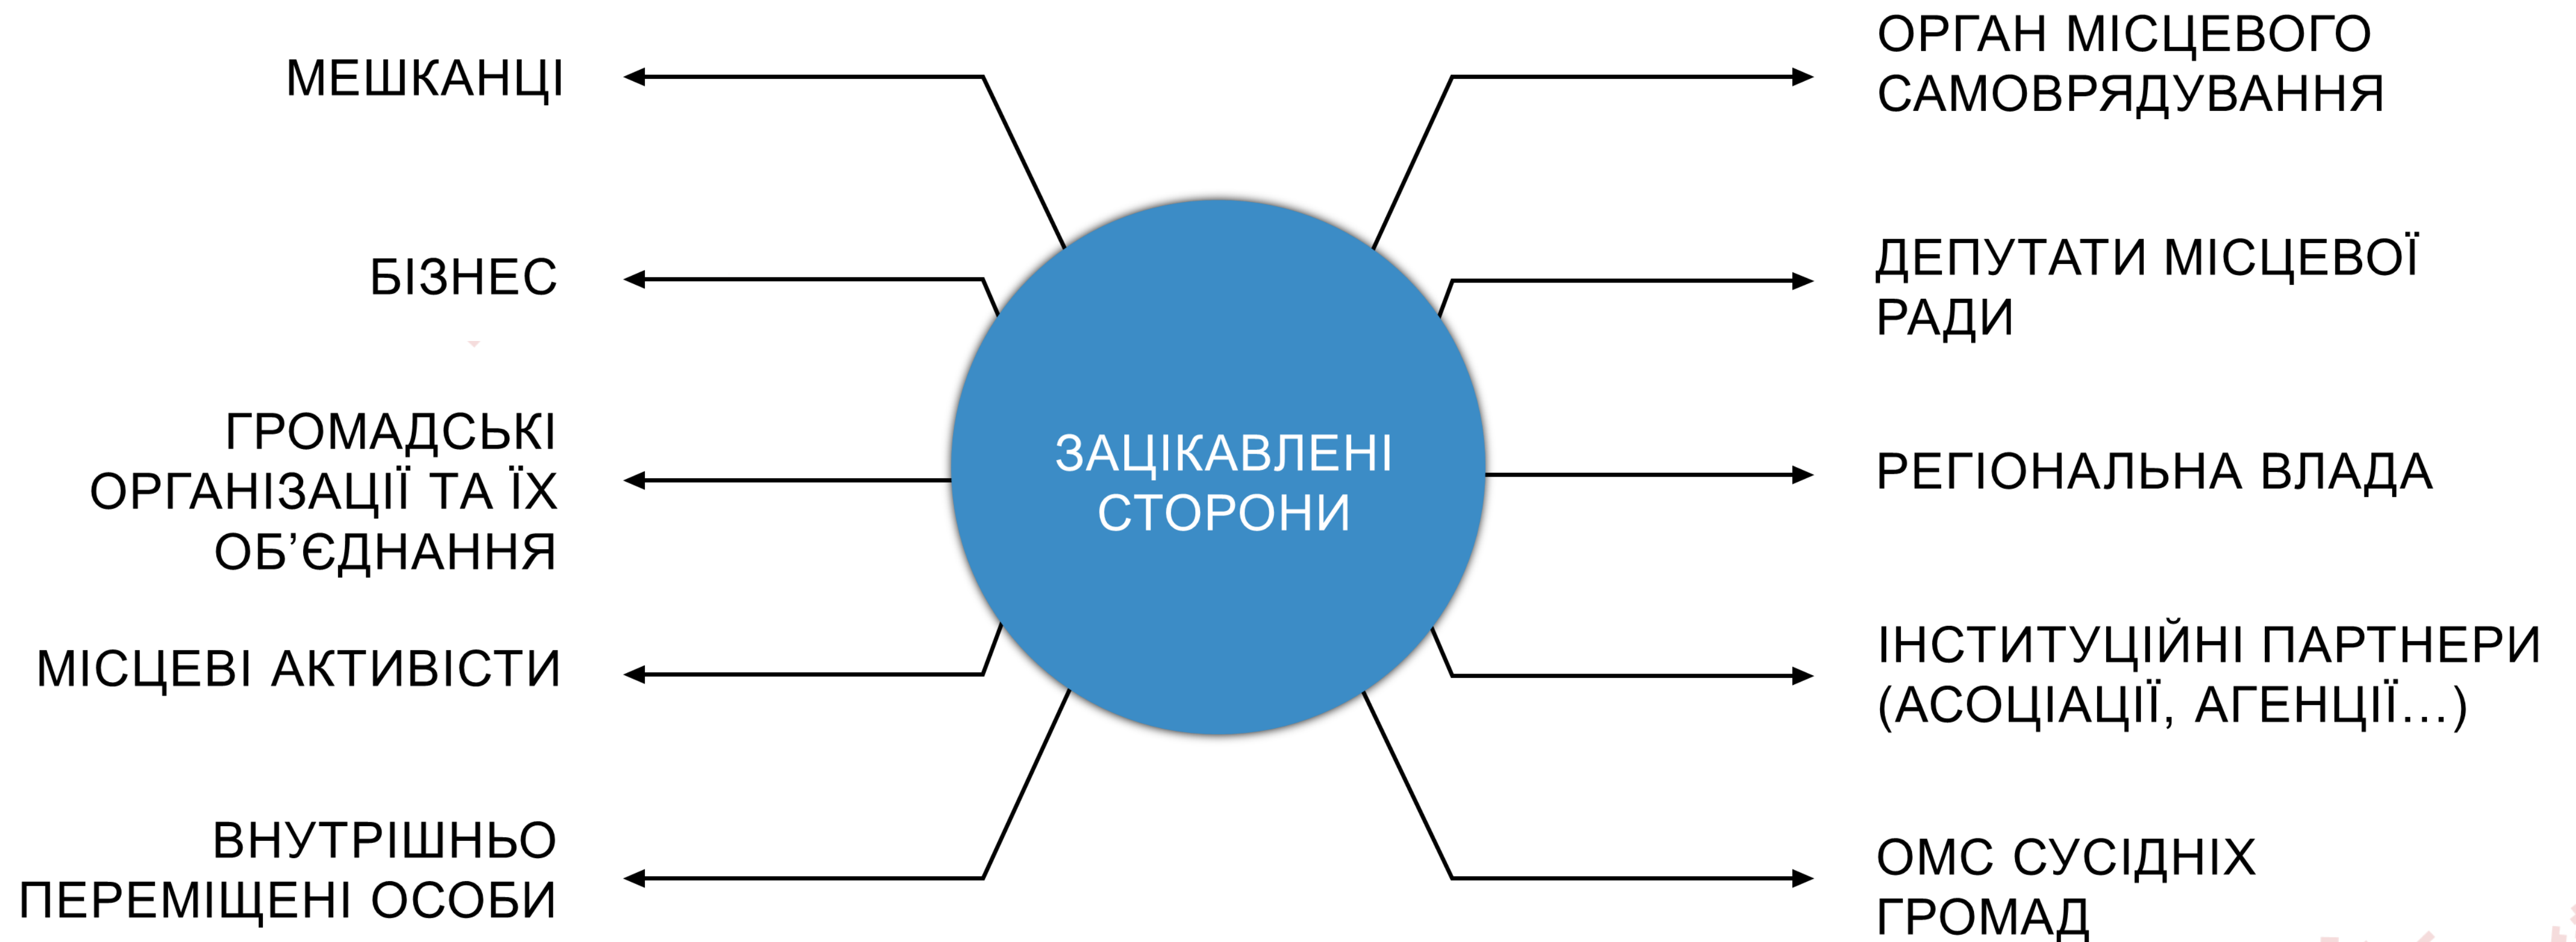 МЕШКАНЦІ
БІЗНЕС
ГРОМАДСЬКІ
ОРГАНІЗАЦІЇ ТА ЇХ
ОБ’ЄДНАННЯ
МІСЦЕВІ АКТИВІСТИ
ВНУТРІШНЬО
ПЕРЕМІЩЕНІ ОСОБИ
ЗАЦІКАВЛЕНІ
СТОРОНИ
ОРГАН МІСЦЕВОГО
САМОВРЯДУВАННЯ
ДЕПУТАТИ МІСЦЕВОЇ
РАДИ
РЕГІОНАЛЬНА ВЛАДА
ІНСТИТУЦІЙНІ ПАРТНЕРИ
(АСОЦІАЦІЇ, АГЕНЦІЇ...)
ОМС СУСІДНІХ
ГРОМАД